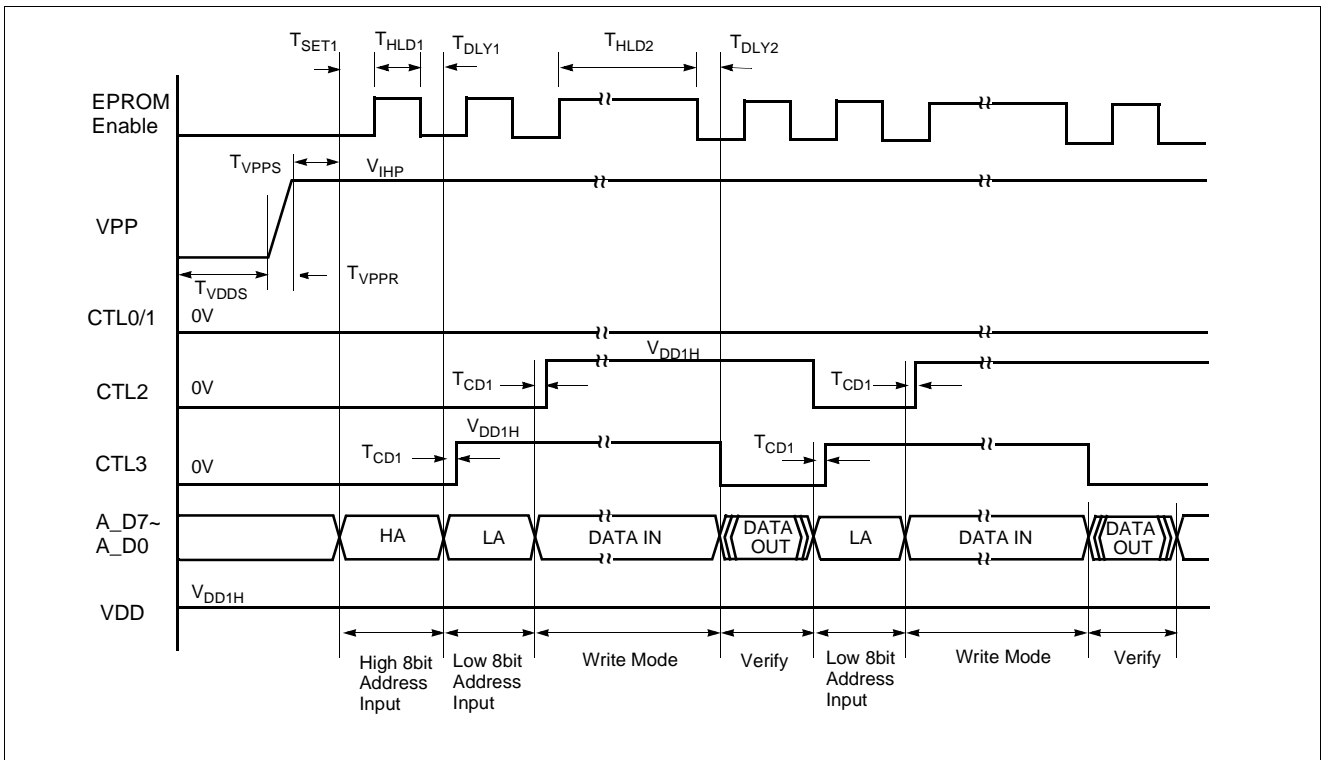 TSET1 THLD1 TDLY1 THLD2 TDLY2
EPROM
Enable
TVPPS VIHP
VPP
TVDDS TVPPR
CTL0/1 0V
CTL2 0V TCD1 VDD1H TCD1
CTL3 0V TCD1 VDD1H TCD1
A_D7~
A_D0
HA LA DATA IN DATA OUT LA DATA IN DATA OUT
VDD VDD1H
High 8bit
Address
Input
Low 8bit
Address
Input
Write Mode
Verify
Low 8bit
Address
Input
Write Mode
Verify